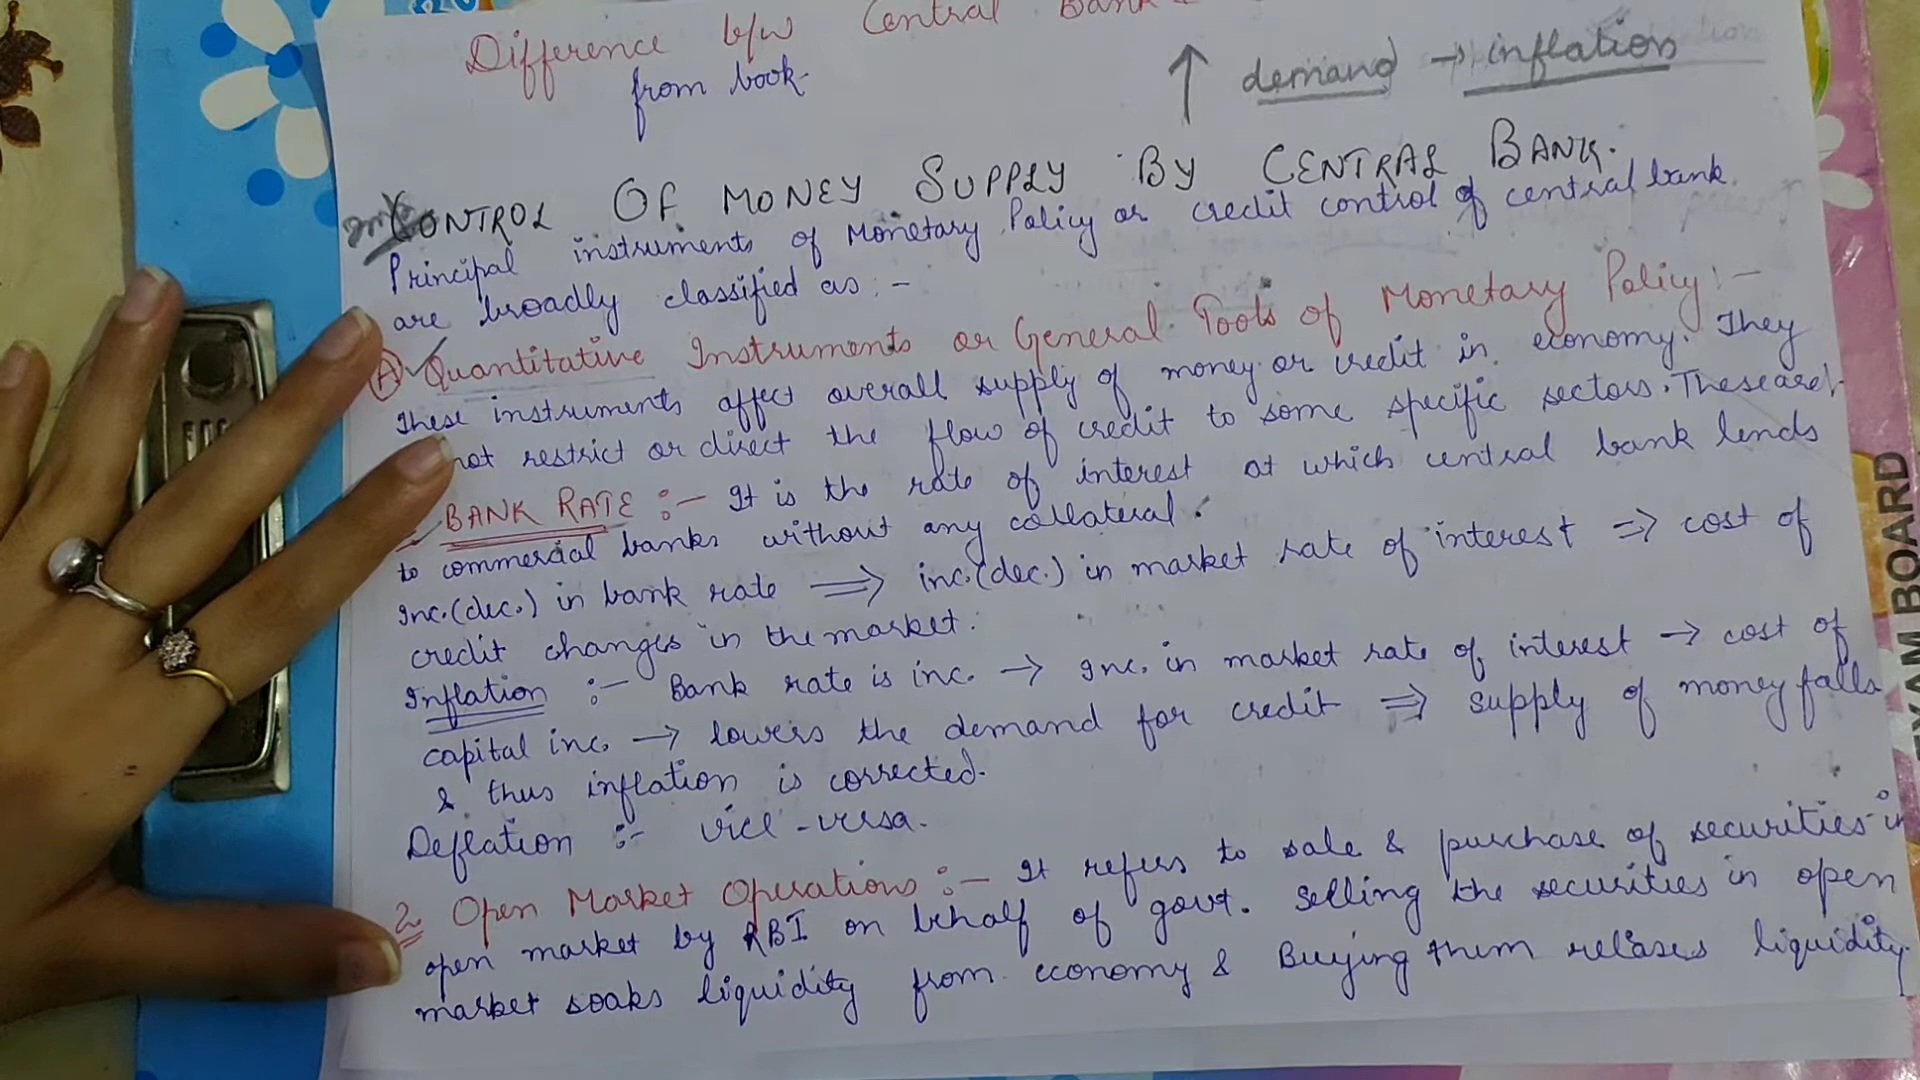 Difference b/w Central Bank
from book-
↑ demand → inflation
CONTROL OF MONEY SUPPLY BY CENTRAL BANK.
Principal instruments of Monetary Policy or credit control of central bank
are broadly classified as :-
(A) Quantitative Instruments or General Tools of Monetary Policy :-
These instruments affect overall supply of money or credit in economy. They
not restrict or direct the flow of credit to some specific sectors. These are:-
BANK RATE :- It is the rate of interest at which central bank lends
to commercial banks without any collateral.
Inc.(dec.) in bank rate ⇒ inc.(dec.) in market rate of interest ⇒ cost of
credit changes in the market.
Inflation :- Bank rate is inc. → Inc. in market rate of interest → cost of
capital inc. → lowers the demand for credit ⇒ supply of money falls
& thus inflation is corrected.
Deflation :- vice-versa.
2. Open Market Operations :- It refers to sale & purchase of securities in
open market by RBI on behalf of govt. Selling the securities in open
market soaks liquidity from economy & Buying them relases liquidity.
EXAM BOARD